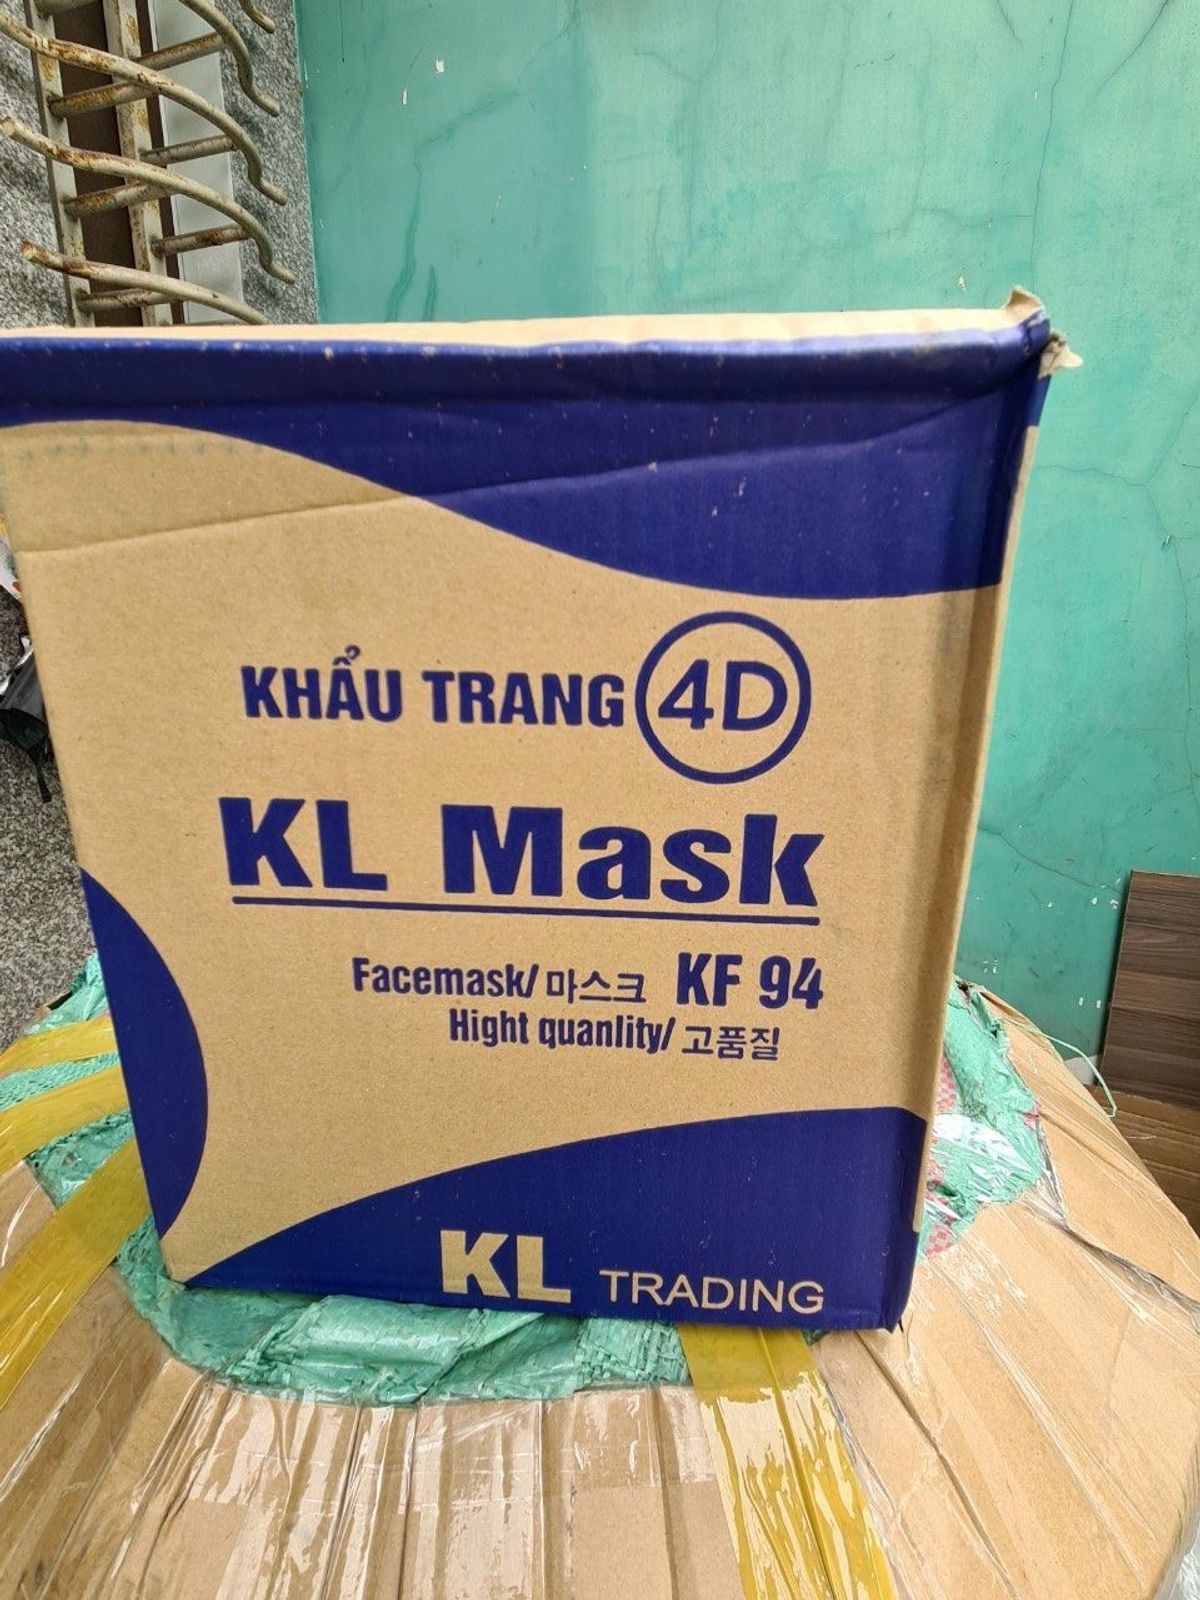 KHẨU TRANG 4D
KL Mask
Facemask/ 마스크 KF 94
Hight quanlity/ 고품질
KL TRADING